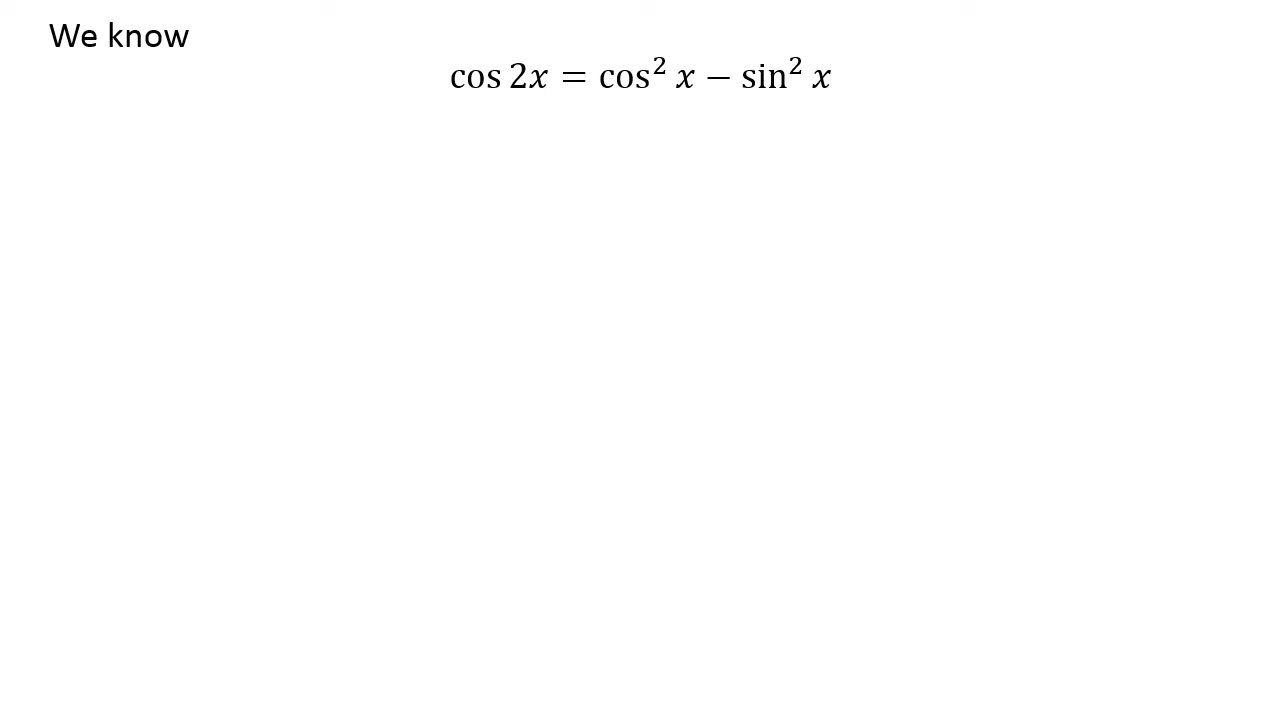 We know
cos 2x = cos² x − sin² x